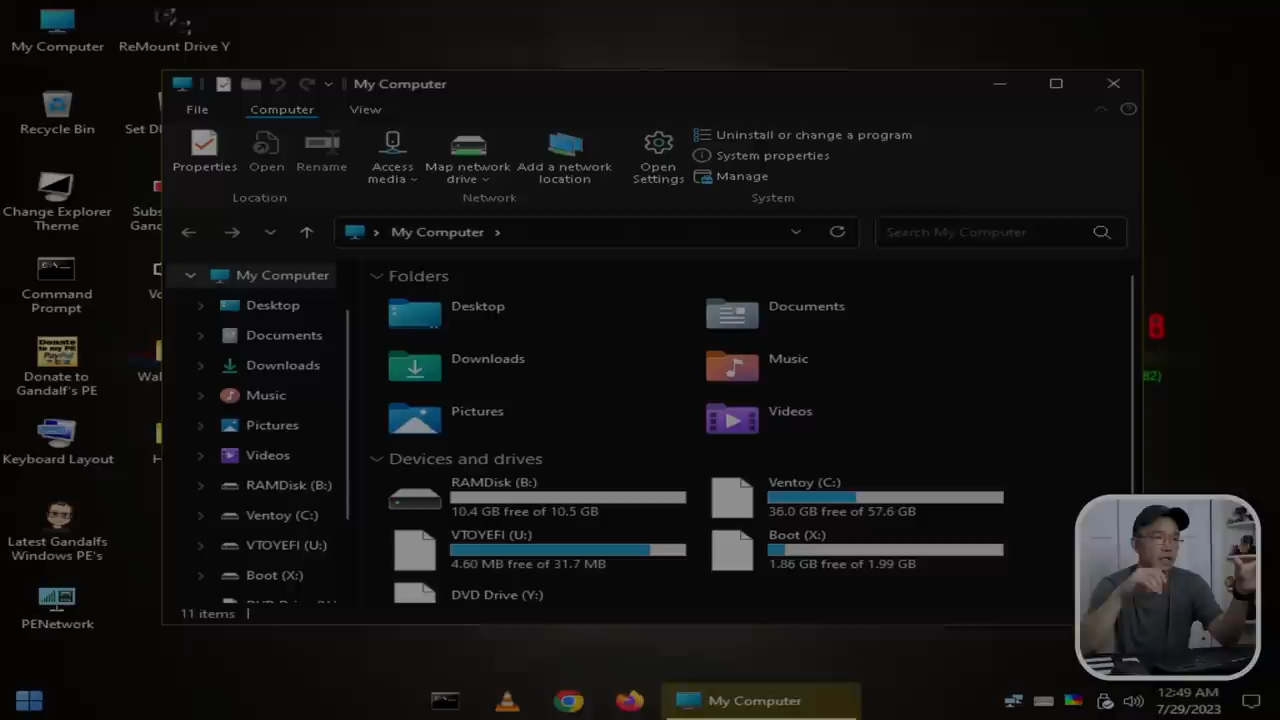 My Computer
ReMount Drive Y
Recycle Bin
Set DI
Change Explorer
Theme
Subs
Gand
Command
Prompt
Vo
Donate to
Gandalf's PE
Wal
Keyboard Layout
H
Latest Gandalfs
Windows PE's
PENetwork
My Computer
File
Computer
View
Properties
Open
Rename
Access
media
Map network
drive
Add a network
location
Open
Settings
Uninstall or change a program
System properties
Manage
Location
Network
System
My Computer
Search My Computer
My Computer
Desktop
Documents
Downloads
Music
Pictures
Videos
RAMDisk (B:)
Ventoy (C:)
VTOYEFI (U:)
Boot (X:)
Folders
Desktop
Documents
Downloads
Music
Pictures
Videos
Devices and drives
RAMDisk (B:)
10.4 GB free of 10.5 GB
Ventoy (C:)
36.0 GB free of 57.6 GB
VTOYEFI (U:)
4.60 MB free of 31.7 MB
Boot (X:)
1.86 GB free of 1.99 GB
DVD Drive (Y:)
11 items
8
82)
My Computer
12:49 AM
7/29/2023